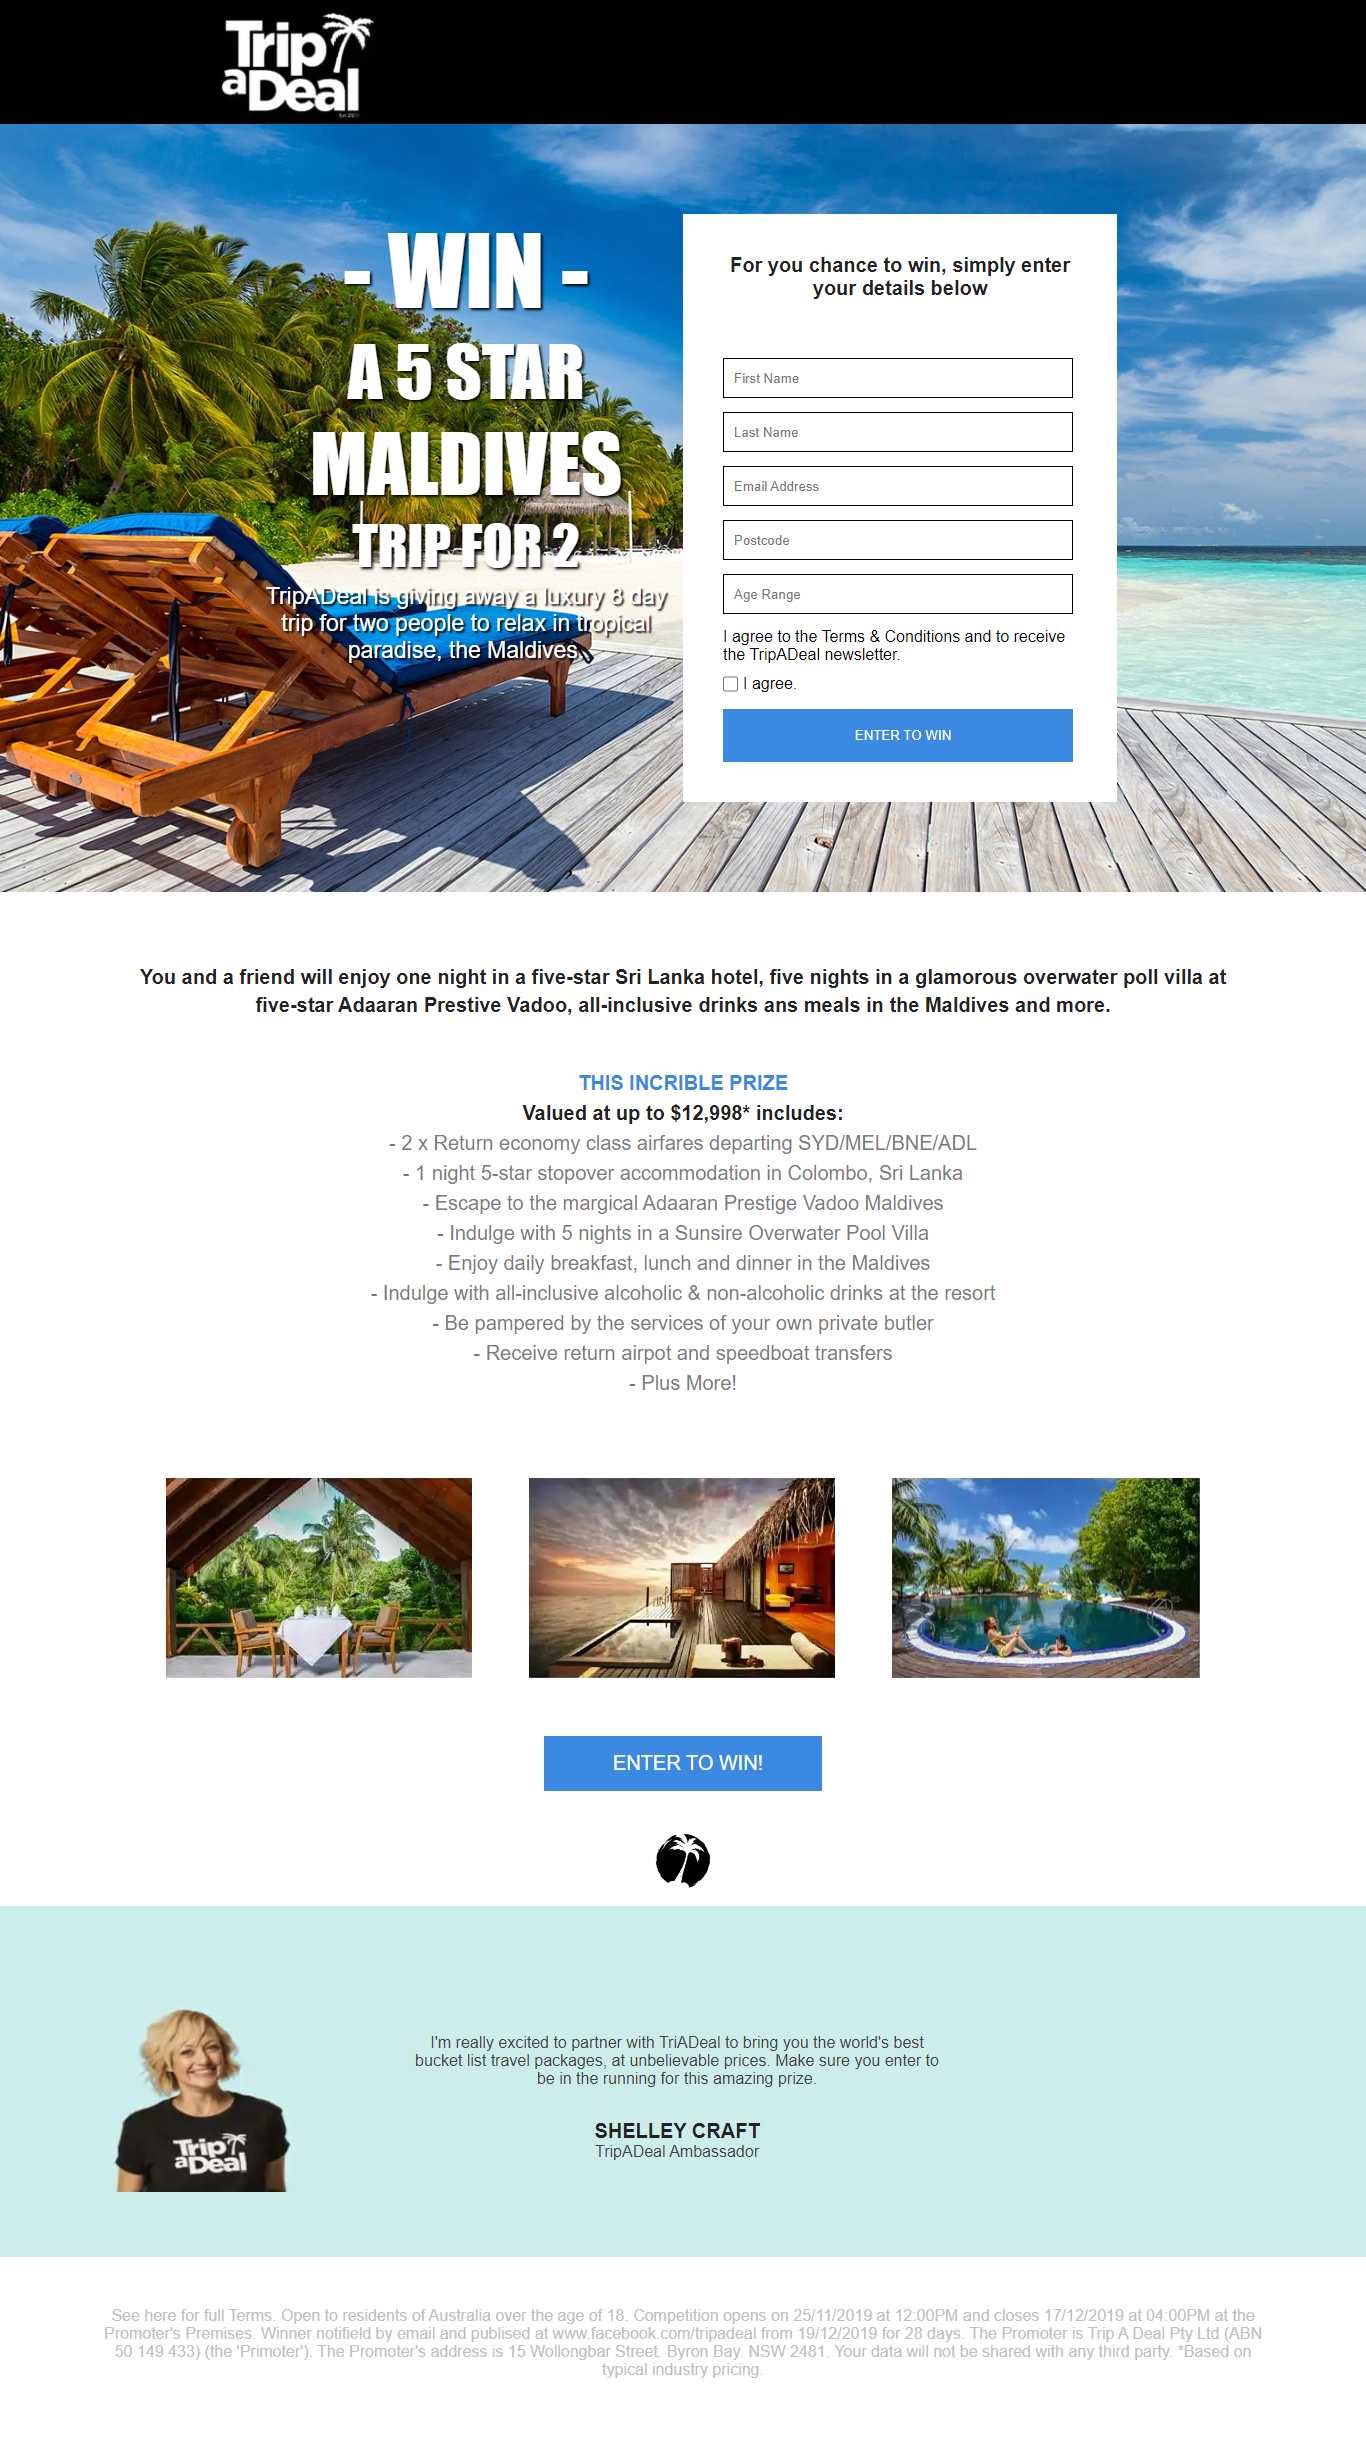 Trip
aDeal
Est 2011
- WIN -
A 5 STAR
MALDIVES
TRIP FOR 2
TripADeal is giving away a luxury 8 day
trip for two people to relax in tropical
paradise, the Maldives.
For you chance to win, simply enter
your details below
First Name
Last Name
Email Address
Postcode
Age Range
I agree to the Terms & Conditions and to receive
the TripADeal newsletter.
I agree.
ENTER TO WIN
You and a friend will enjoy one night in a five-star Sri Lanka hotel, five nights in a glamorous overwater poll villa at
five-star Adaaran Prestive Vadoo, all-inclusive drinks ans meals in the Maldives and more.
THIS INCRIBLE PRIZE
Valued at up to $12,998* includes:
- 2 x Return economy class airfares departing SYD/MEL/BNE/ADL
- 1 night 5-star stopover accommodation in Colombo, Sri Lanka
- Escape to the margical Adaaran Prestige Vadoo Maldives
- Indulge with 5 nights in a Sunsire Overwater Pool Villa
- Enjoy daily breakfast, lunch and dinner in the Maldives
- Indulge with all-inclusive alcoholic & non-alcoholic drinks at the resort
- Be pampered by the services of your own private butler
- Receive return airpot and speedboat transfers
- Plus More!
ENTER TO WIN!
Trip
aDeal
I'm really excited to partner with TriADeal to bring you the world's best
bucket list travel packages, at unbelievable prices. Make sure you enter to
be in the running for this amazing prize.
SHELLEY CRAFT
TripADeal Ambassador
See here for full Terms. Open to residents of Australia over the age of 18. Competition opens on 25/11/2019 at 12:00PM and closes 17/12/2019 at 04:00PM at the
Promoter's Premises. Winner notifield by email and publised at www.facebook.com/tripadeal from 19/12/2019 for 28 days. The Promoter is Trip A Deal Pty Ltd (ABN
50 149 433) (the 'Primoter'). The Promoter's address is 15 Wollongbar Street. Byron Bay. NSW 2481. Your data will not be shared with any third party. *Based on
typical industry pricing.